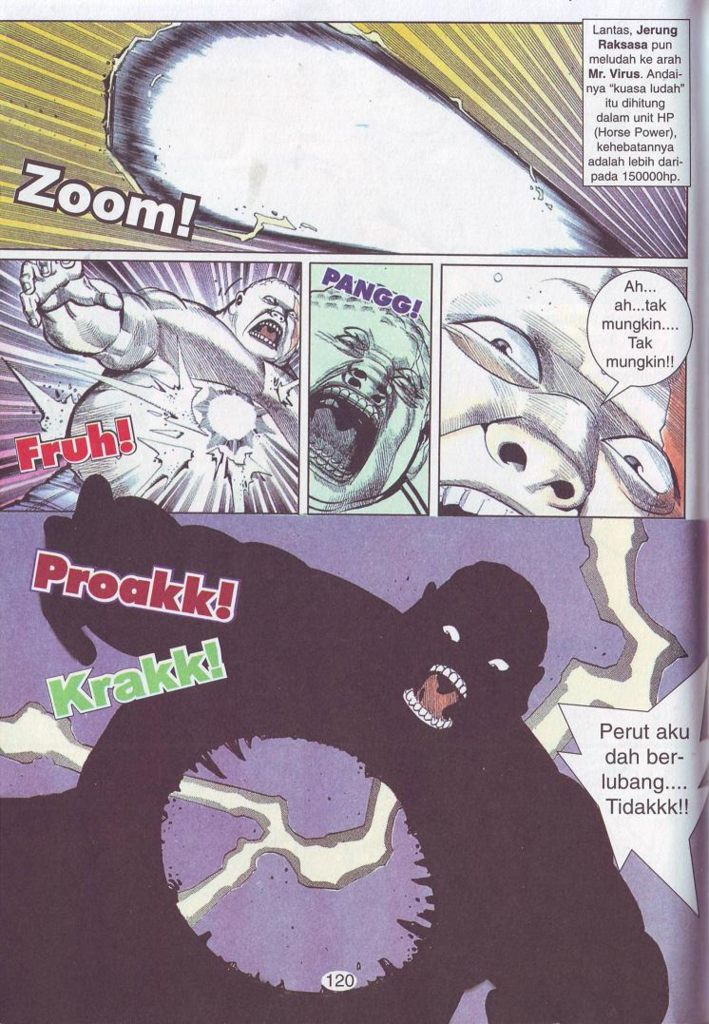 Lantas, Jerung
Raksasa pun
meludah ke arah
Mr. Virus. Andai-
nya "kuasa ludah"
itu dihitung
dalam unit HP
(Horse Power),
kehebatannya
adalah lebih dari-
pada 150000hp.
Zoom!
Fruh!
PANGG!
Ah...
ah...tak
mungkin....
Tak
mungkin!!
Proakk!
Krakk!
Perut aku
dah ber-
lubang....
Tidakkk!!
120